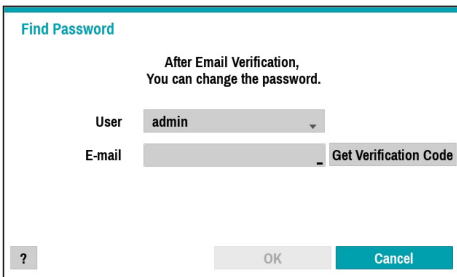 Find Password
After Email Verification,
You can change the password.
User admin
E-mail Get Verification Code
? OK Cancel